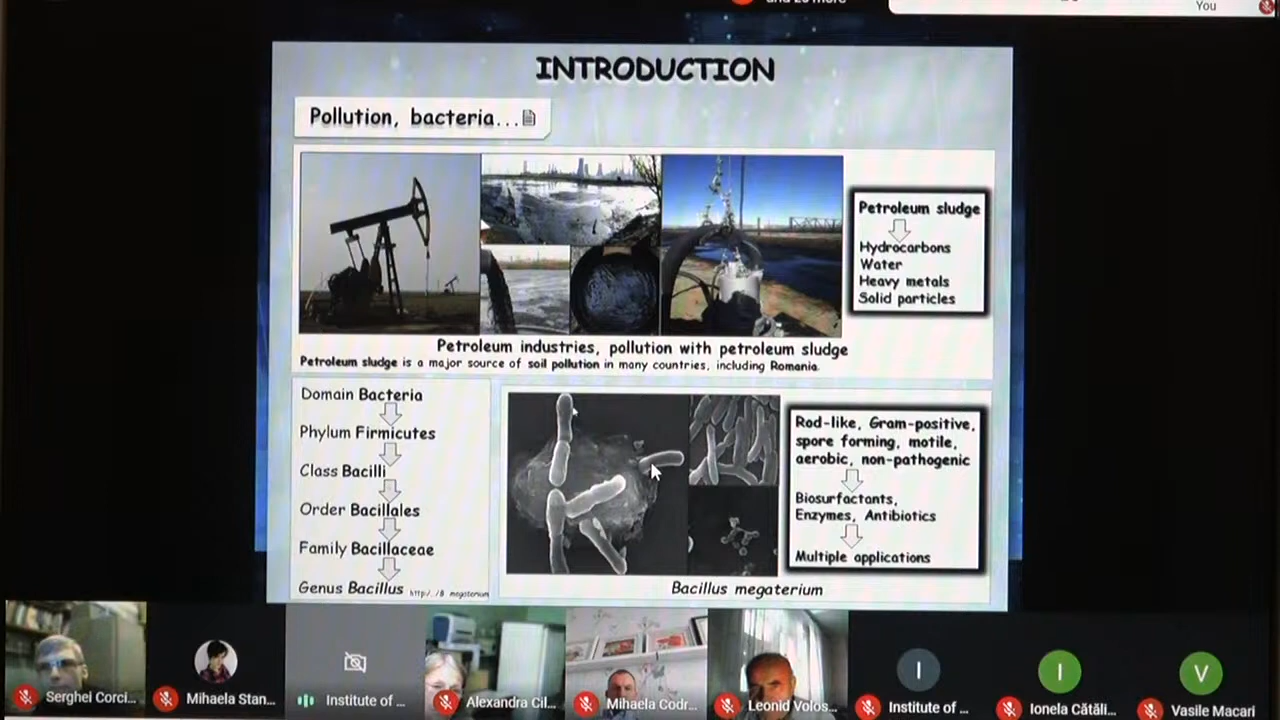 You
INTRODUCTION
Pollution, bacteria...
Petroleum sludge
Hydrocarbons
Water
Heavy metals
Solid particles
Petroleum industries, pollution with petroleum sludge
Petroleum sludge is a major source of soil pollution in many countries, including Romania.
Domain Bacteria
Phylum Firmicutes
Class Bacilli
Order Bacillales
Family Bacillaceae
Genus Bacillus
Rod-like, Gram-positive,
spore forming, motile,
aerobic, non-pathogenic
Biosurfactants,
Enzymes, Antibiotics
Multiple applications
Bacillus megaterium
Serghei Corci...
Mihaela Stan...
Institute of ...
Alexandra Cil...
Mihaela Codr...
Leonid Volos...
I
Institute of ...
I
Ionela Cătăli...
V
Vasile Macari